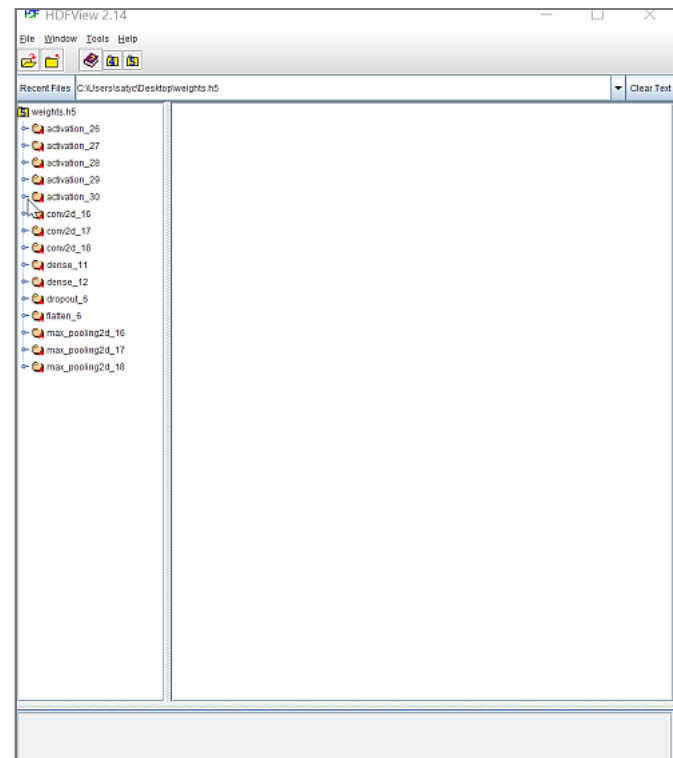 HDFView 2.14
File Window Tools Help
Recent Files C:\Users\satyc\Desktop\weights.h5 Clear Text
weights.h5
activation_26
activation_27
activation_28
activation_29
activation_30
conv2d_16
conv2d_17
conv2d_18
dense_11
dense_12
dropout_6
flatten_6
max_pooling2d_16
max_pooling2d_17
max_pooling2d_18